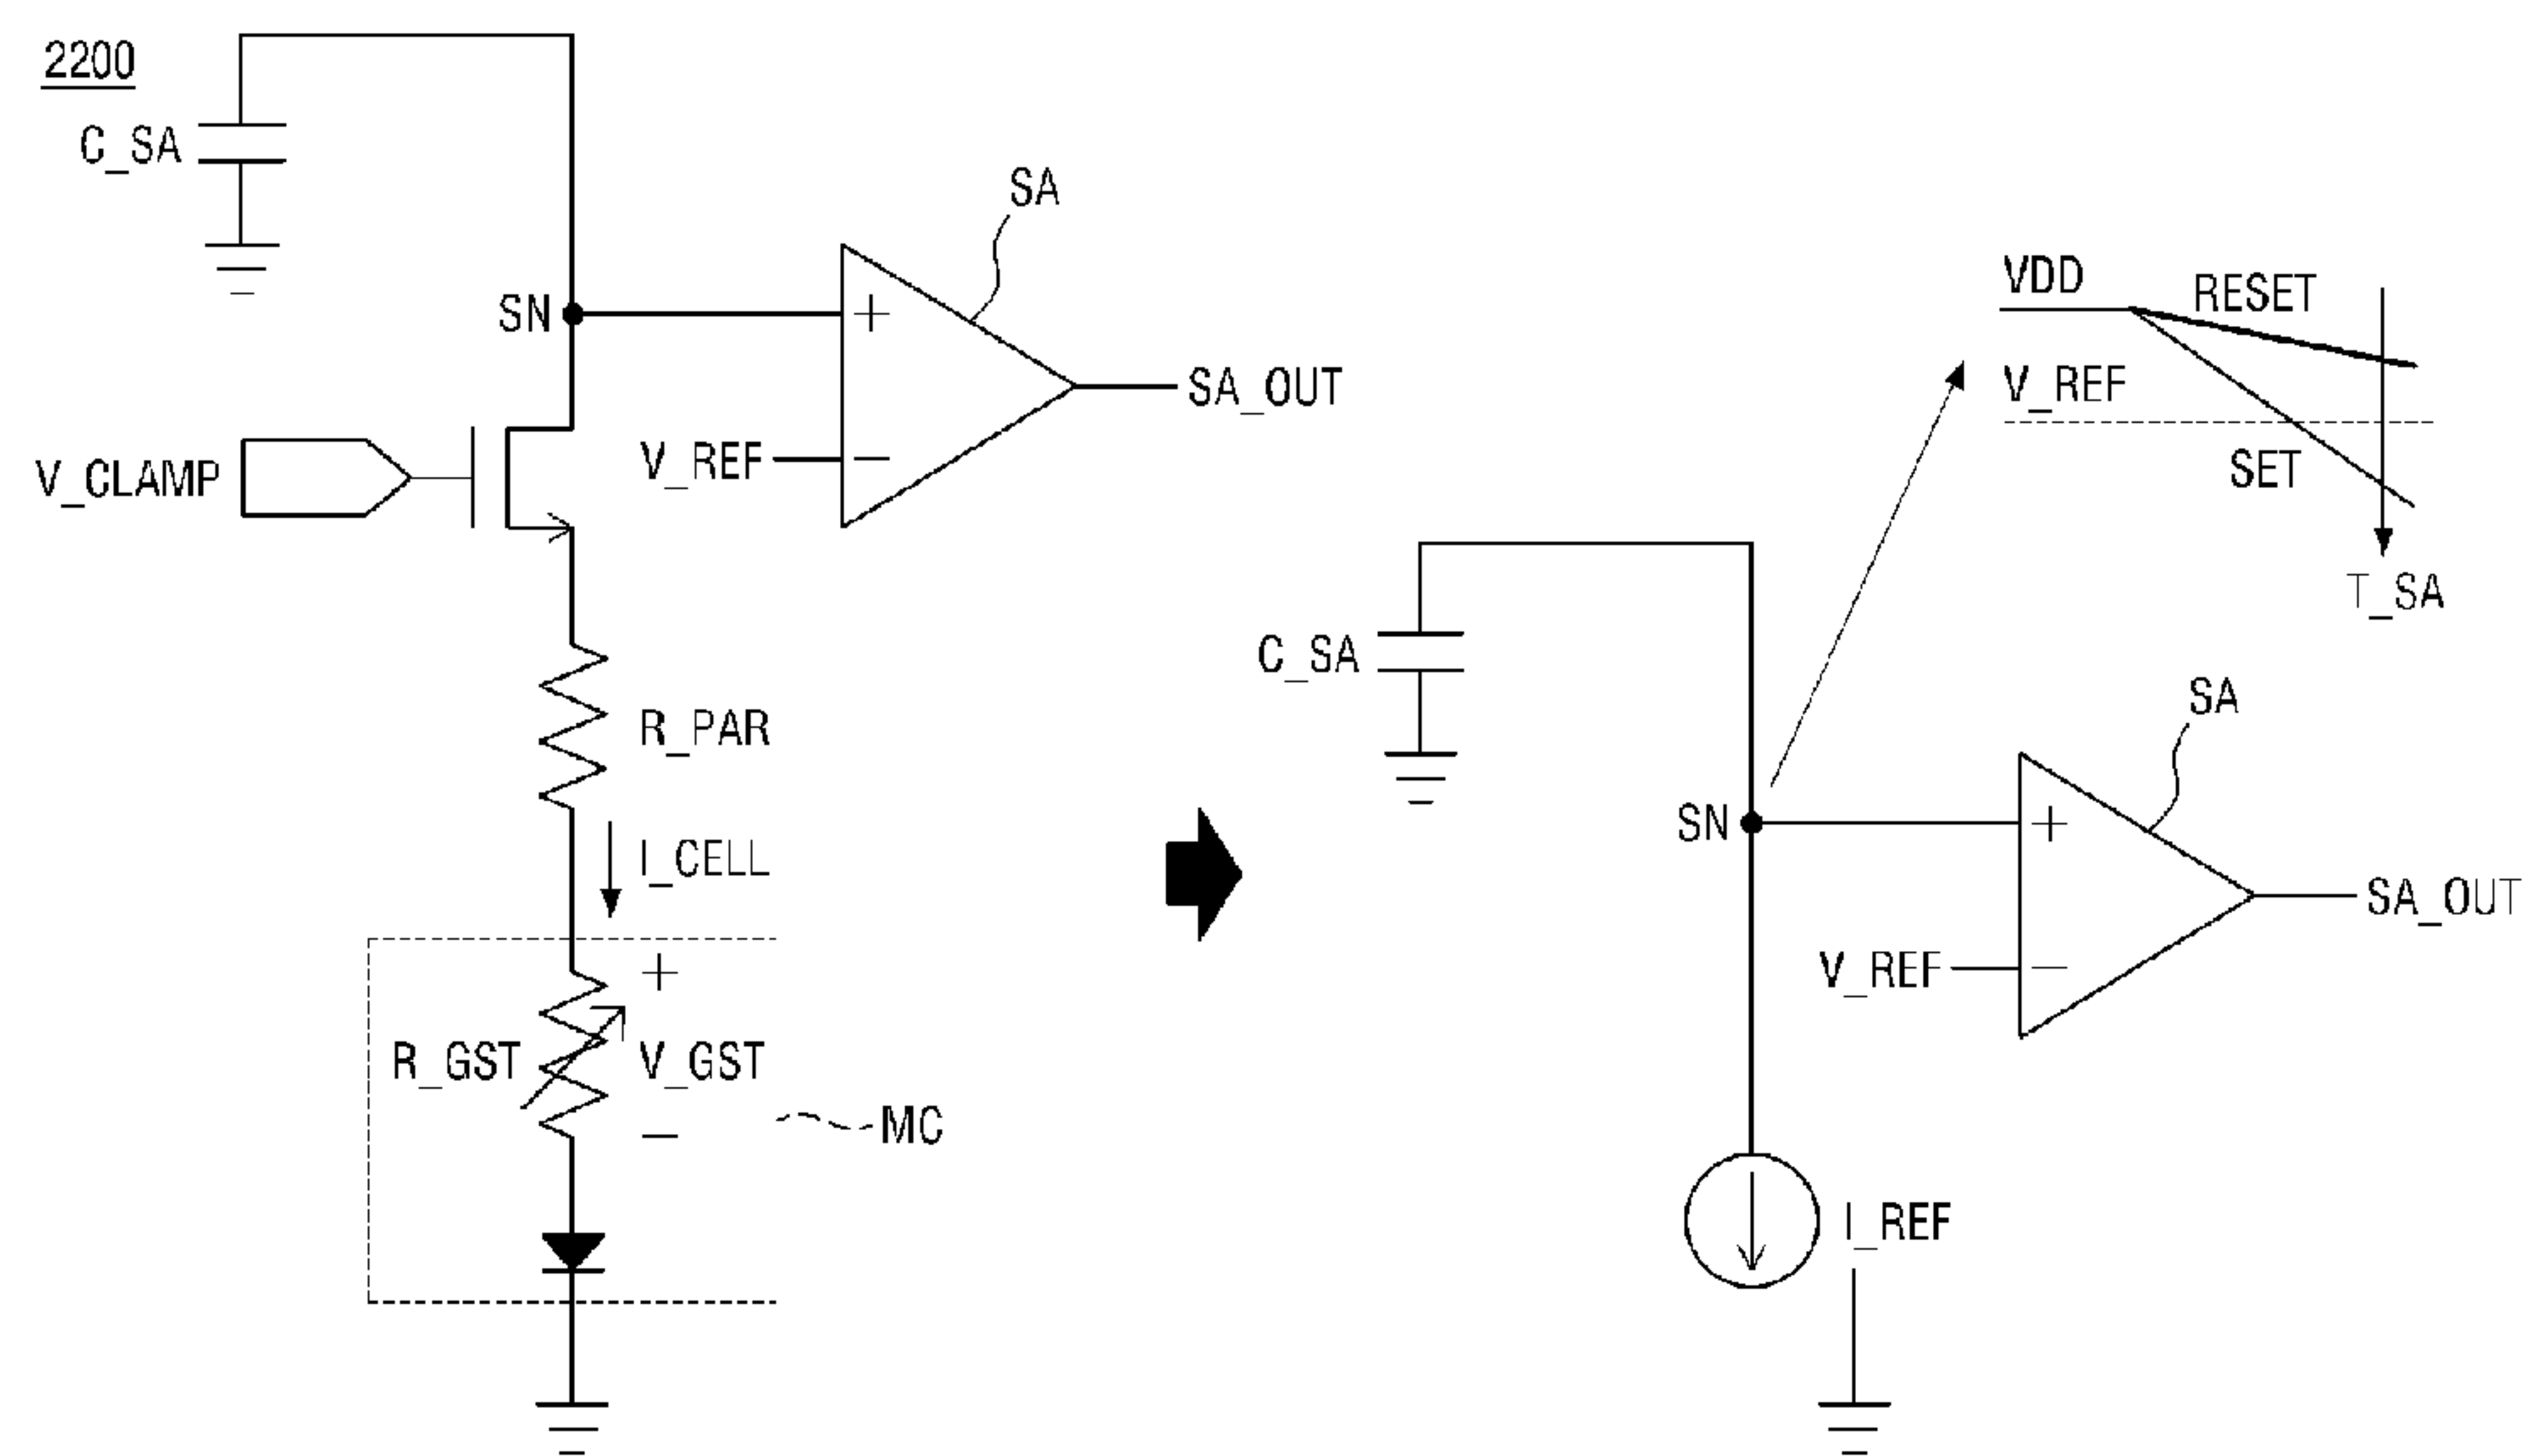 2200
C_SA
SA
SN
+
SA_OUT
V_REF
−
V_CLAMP
R_PAR
I_CELL
+
R_GST
V_GST
−
MC
VDD
RESET
V_REF
SET
T_SA
C_SA
SA
SN
+
SA_OUT
V_REF
−
I_REF